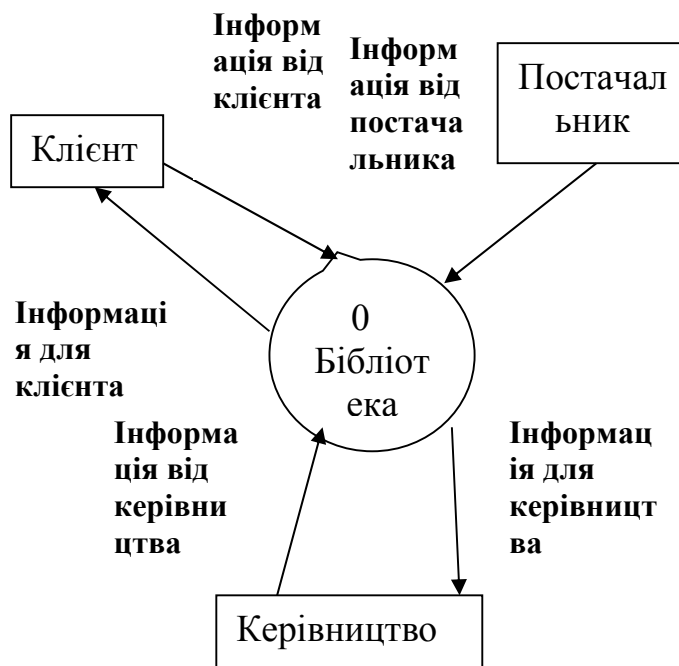 Інформ
ація від
клієнта
Інформ
ація від
постача
льника
Постачал
ьник
Клієнт
Інформаці
я для
клієнта
0
Бібліот
ека
Інформа
ція від
керівни
цтва
Інформац
ія для
керівницт
ва
Керівництво